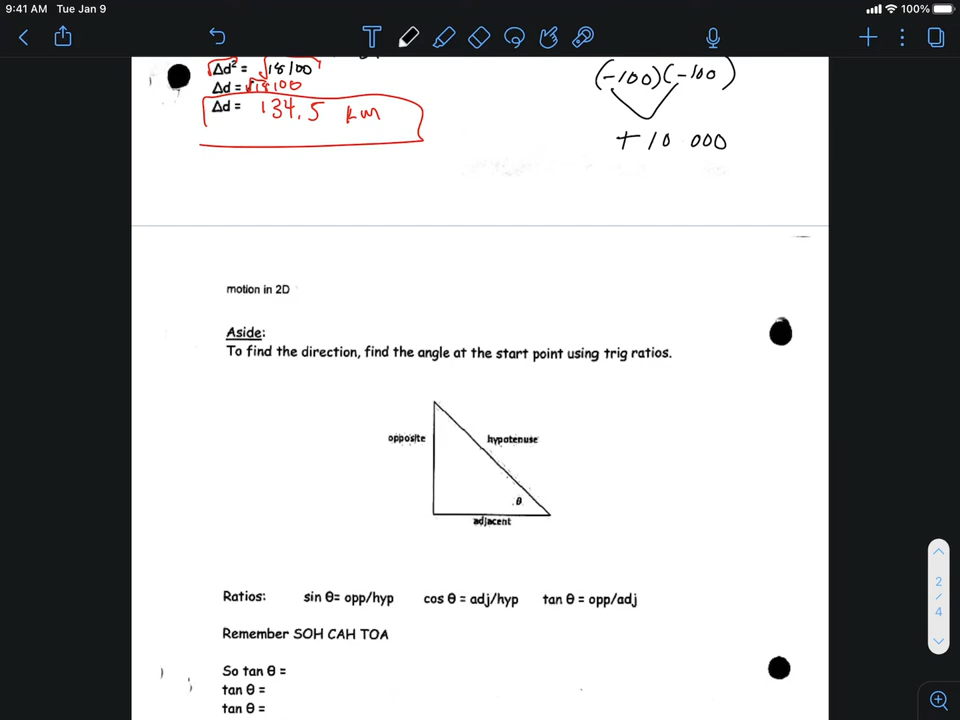 9:41 AM Tue Jan 9
100%
Δd² = √18100
Δd = √18100
Δd = 134.5 km
(-100)(-100)
+10 000
motion in 2D
Aside:
To find the direction, find the angle at the start point using trig ratios.
opposite
hypotenuse
θ
adjacent
Ratios: sin θ= opp/hyp cos θ = adj/hyp tan θ = opp/adj
Remember SOH CAH TOA
So tan θ =
tan θ =
tan θ =
2
/
4